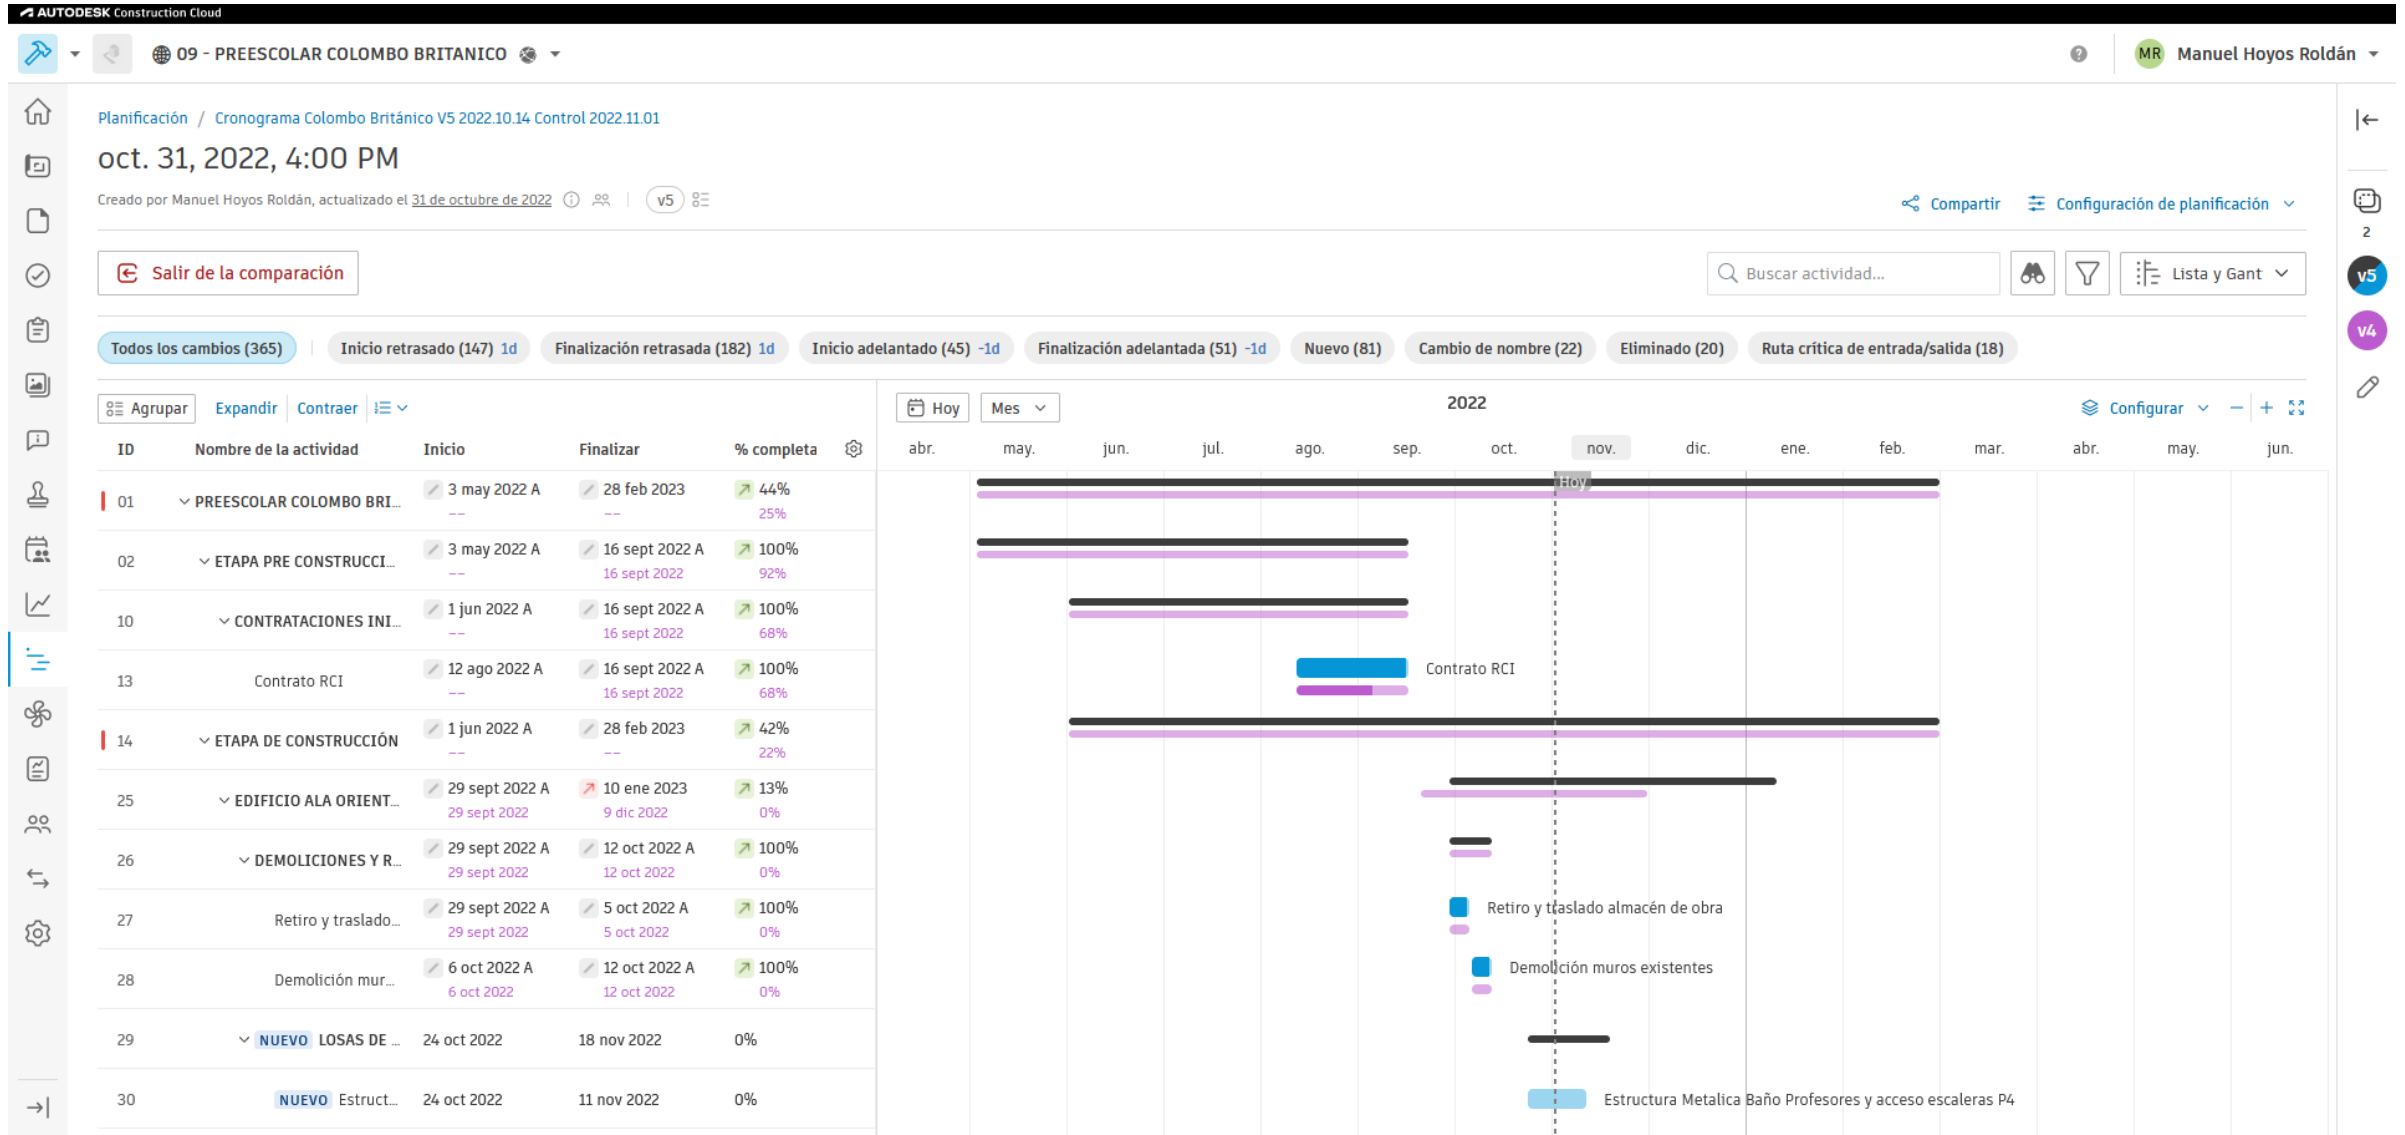 AUTODESK Construction Cloud
09 - PREESCOLAR COLOMBO BRITANICO
MR Manuel Hoyos Roldán
Planificación / Cronograma Colombo Británico V5 2022.10.14 Control 2022.11.01
oct. 31, 2022, 4:00 PM
Creado por Manuel Hoyos Roldán, actualizado el 31 de octubre de 2022 v5
Compartir Configuración de planificación
2
v5
v4
Salir de la comparación
Buscar actividad... Lista y Gant
Todos los cambios (365) Inicio retrasado (147) 1d Finalización retrasada (182) 1d Inicio adelantado (45) -1d Finalización adelantada (51) -1d Nuevo (81) Cambio de nombre (22) Eliminado (20) Ruta crítica de entrada/salida (18)
Agrupar Expandir Contraer Hoy Mes 2022 Configurar
ID Nombre de la actividad Inicio Finalizar % completa abr. may. jun. jul. ago. sep. oct. nov. dic. ene. feb. mar. abr. may. jun.
Hoy
01 PREESCOLAR COLOMBO BRI... 3 may 2022 A 28 feb 2023 44%
-- -- 25%
02 ETAPA PRE CONSTRUCCI... 3 may 2022 A 16 sept 2022 A 100%
-- 16 sept 2022 92%
10 CONTRATACIONES INI... 1 jun 2022 A 16 sept 2022 A 100%
-- 16 sept 2022 68%
13 Contrato RCI 12 ago 2022 A 16 sept 2022 A 100% Contrato RCI
-- 16 sept 2022 68%
14 ETAPA DE CONSTRUCCIÓN 1 jun 2022 A 28 feb 2023 42%
-- -- 22%
25 EDIFICIO ALA ORIENT... 29 sept 2022 A 10 ene 2023 13%
29 sept 2022 9 dic 2022 0%
26 DEMOLICIONES Y R... 29 sept 2022 A 12 oct 2022 A 100%
29 sept 2022 12 oct 2022 0%
27 Retiro y traslado... 29 sept 2022 A 5 oct 2022 A 100% Retiro y traslado almacén de obra
29 sept 2022 5 oct 2022 0%
28 Demolición mur... 6 oct 2022 A 12 oct 2022 A 100% Demolición muros existentes
6 oct 2022 12 oct 2022 0%
29 NUEVO LOSAS DE ... 24 oct 2022 18 nov 2022 0%
30 NUEVO Estruct... 24 oct 2022 11 nov 2022 0% Estructura Metalica Baño Profesores y acceso escaleras P4